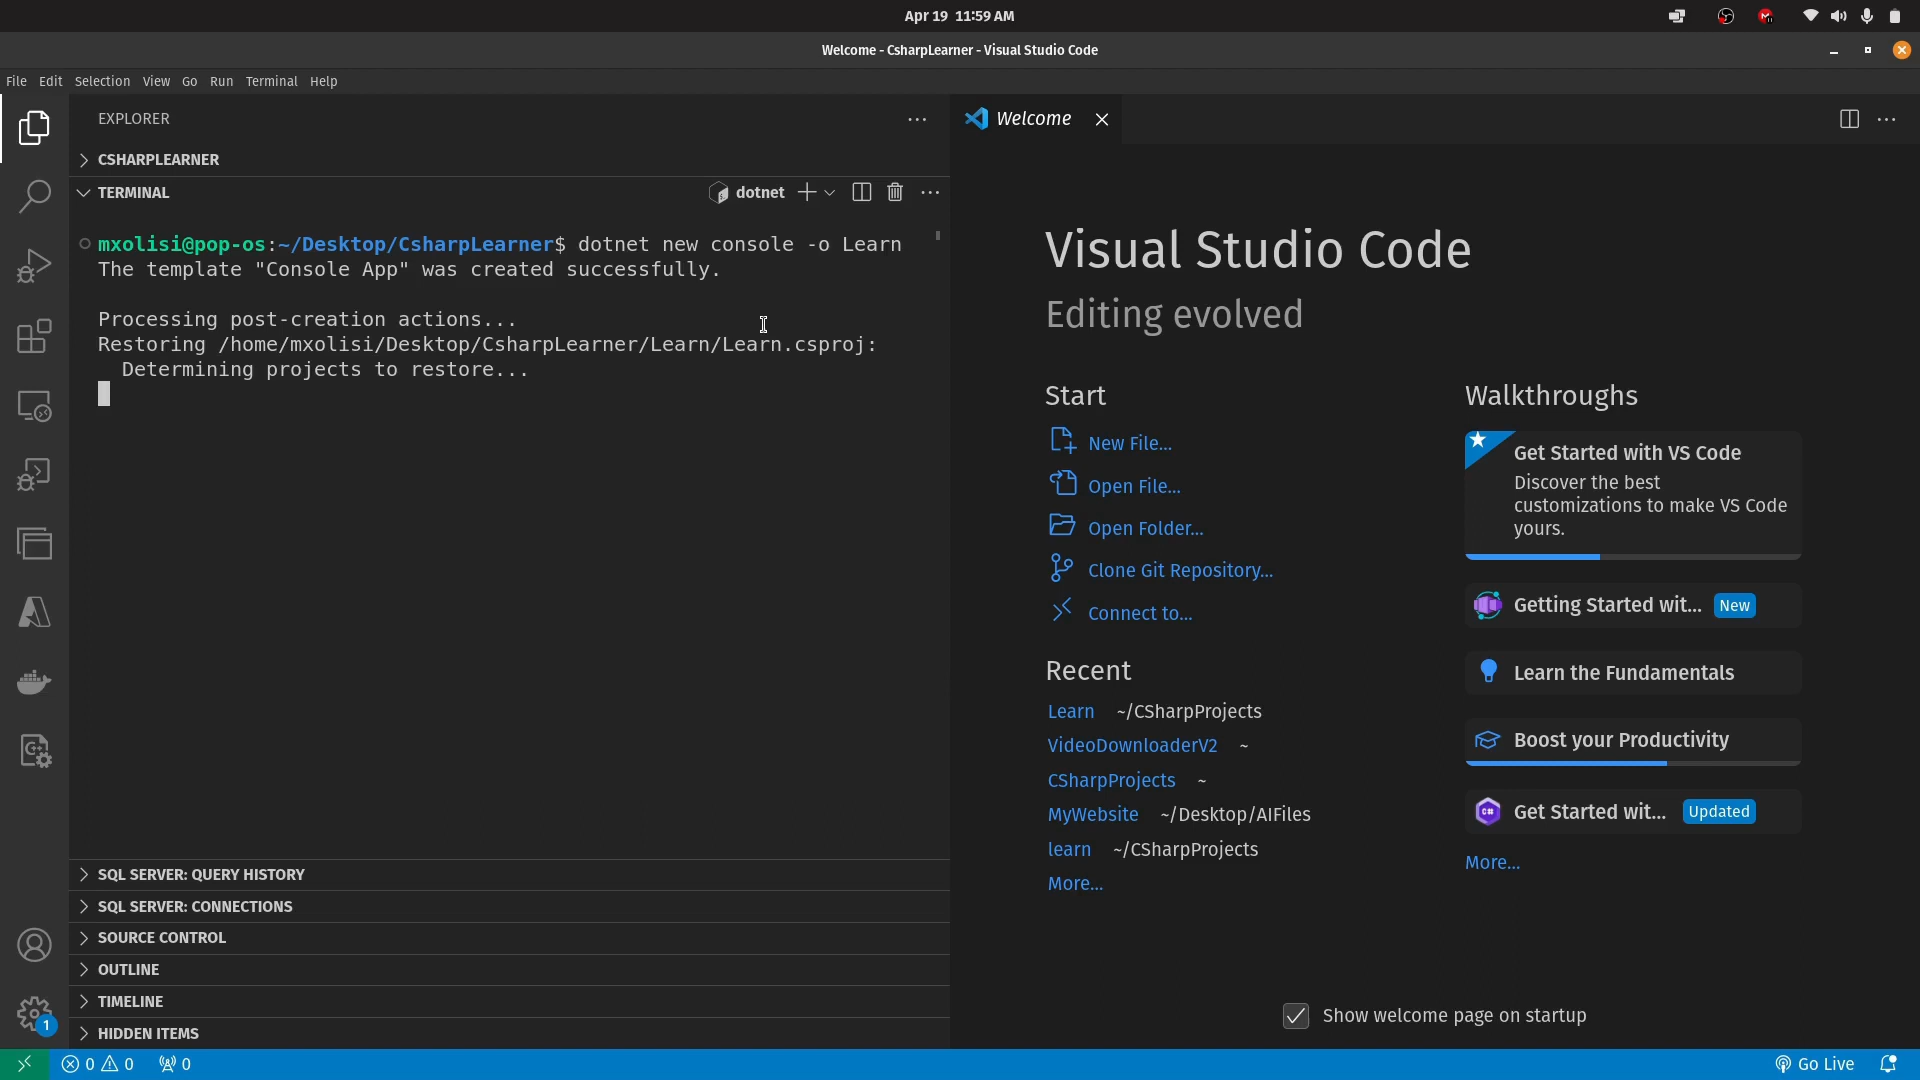 Apr 19 11:59 AM
Welcome - CsharpLearner - Visual Studio Code
File Edit Selection View Go Run Terminal Help
EXPLORER
CSHARPLEARNER
TERMINAL
dotnet
mxolisi@pop-os:~/Desktop/CsharpLearner$ dotnet new console -o Learn
The template "Console App" was created successfully.
Processing post-creation actions...
Restoring /home/mxolisi/Desktop/CsharpLearner/Learn/Learn.csproj:
Determining projects to restore...
SQL SERVER: QUERY HISTORY
SQL SERVER: CONNECTIONS
SOURCE CONTROL
OUTLINE
TIMELINE
HIDDEN ITEMS
1
Welcome
Visual Studio Code
Editing evolved
Start
New File...
Open File...
Open Folder...
Clone Git Repository...
Connect to...
Recent
Learn ~/CSharpProjects
VideoDownloaderV2 ~
CSharpProjects ~
MyWebsite ~/Desktop/AIFiles
learn ~/CSharpProjects
More...
Walkthroughs
Get Started with VS Code
Discover the best
customizations to make VS Code
yours.
Getting Started wit... New
Learn the Fundamentals
Boost your Productivity
Get Started wit... Updated
More...
Show welcome page on startup
0 0 0
Go Live